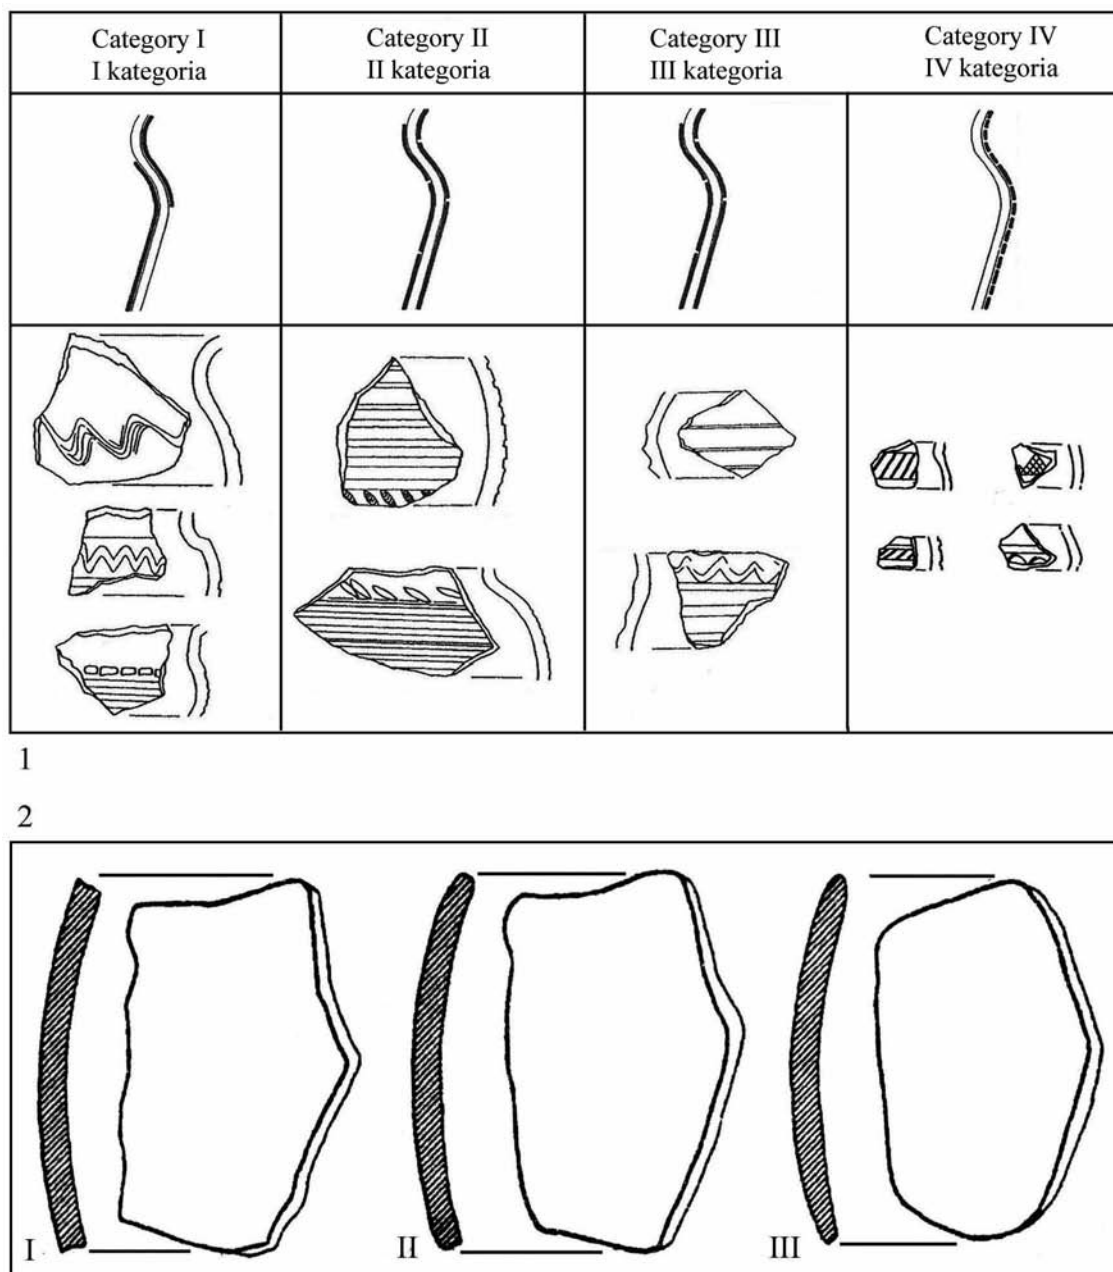 Category I
I kategoria
Category II
II kategoria
Category III
III kategoria
Category IV
IV kategoria
1
2
I
II
III